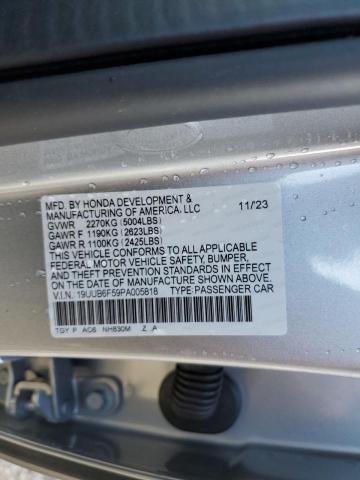 MFD. BY HONDA DEVELOPMENT &
MANUFACTURING OF AMERICA, LLC 11/23
GVWR 2270KG (5004LBS)
GAWR F 1190KG (2623LBS)
GAWR R 1100KG (2425LBS)
THIS VEHICLE CONFORMS TO ALL APPLICABLE
FEDERAL MOTOR VEHICLE SAFETY, BUMPER,
AND THEFT PREVENTION STANDARDS IN EFFECT
ON THE DATE OF MANUFACTURE SHOWN ABOVE.
V.I.N. 19UUB6F59PA005818 TYPE:PASSENGER CAR
TGY P AC6 NH830M Z A